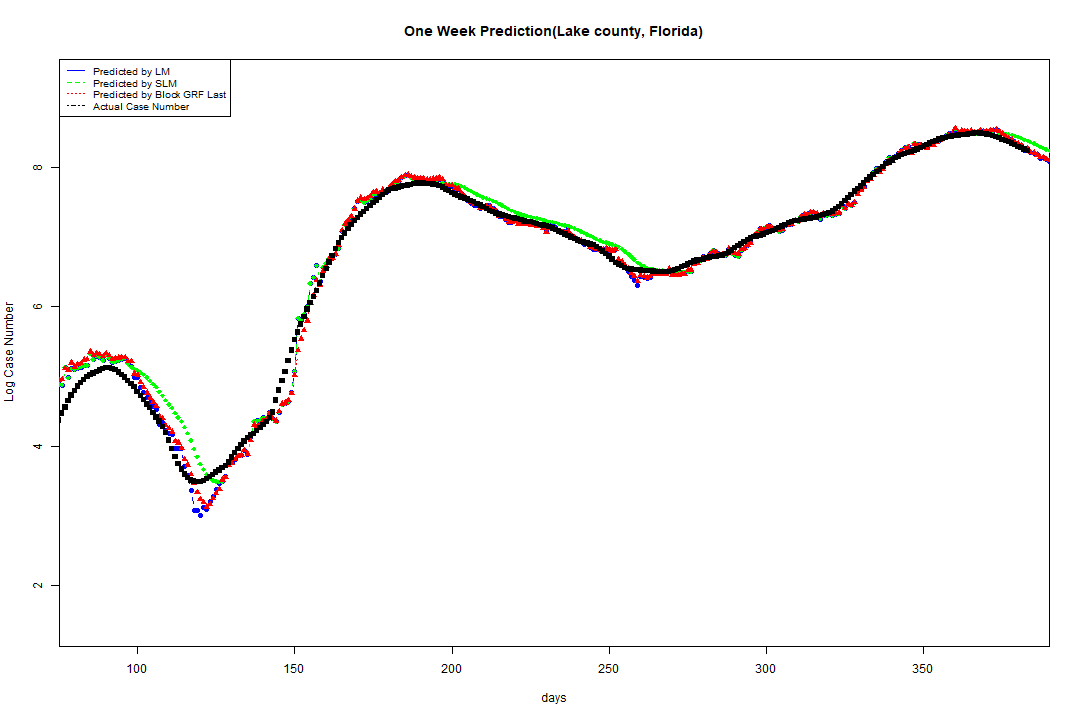 One Week Prediction(Lake county, Florida)
Predicted by LM
Predicted by SLM
Predicted by Block GRF Last
Actual Case Number
8
6
4
2
Log Case Number
100 150 200 250 300 350
days